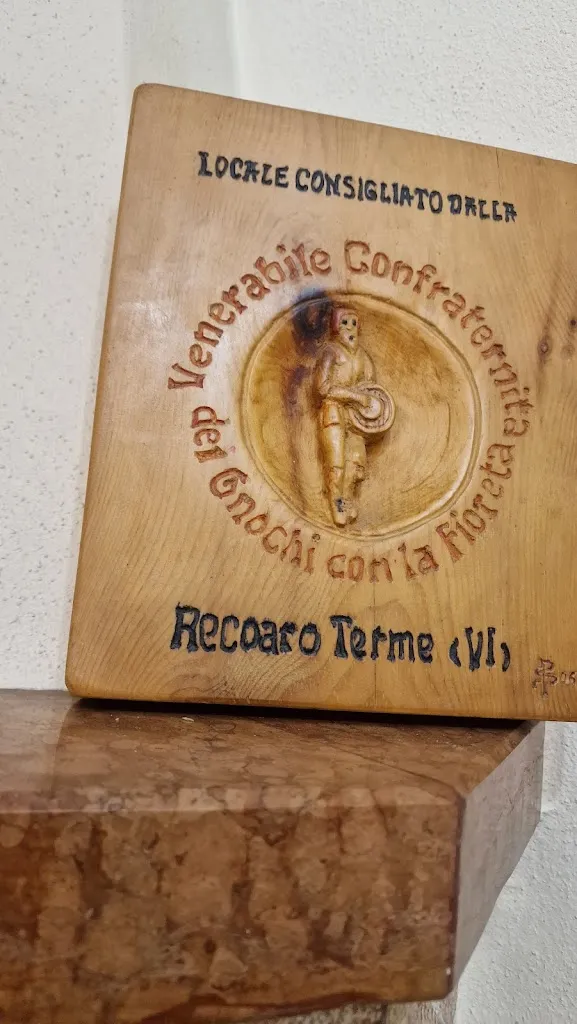 LOCALE CONSIGLIATO DALLA
Venerabile Confraternita
dei Gnochi con la Fioreta
Recoaro Terme (VI)